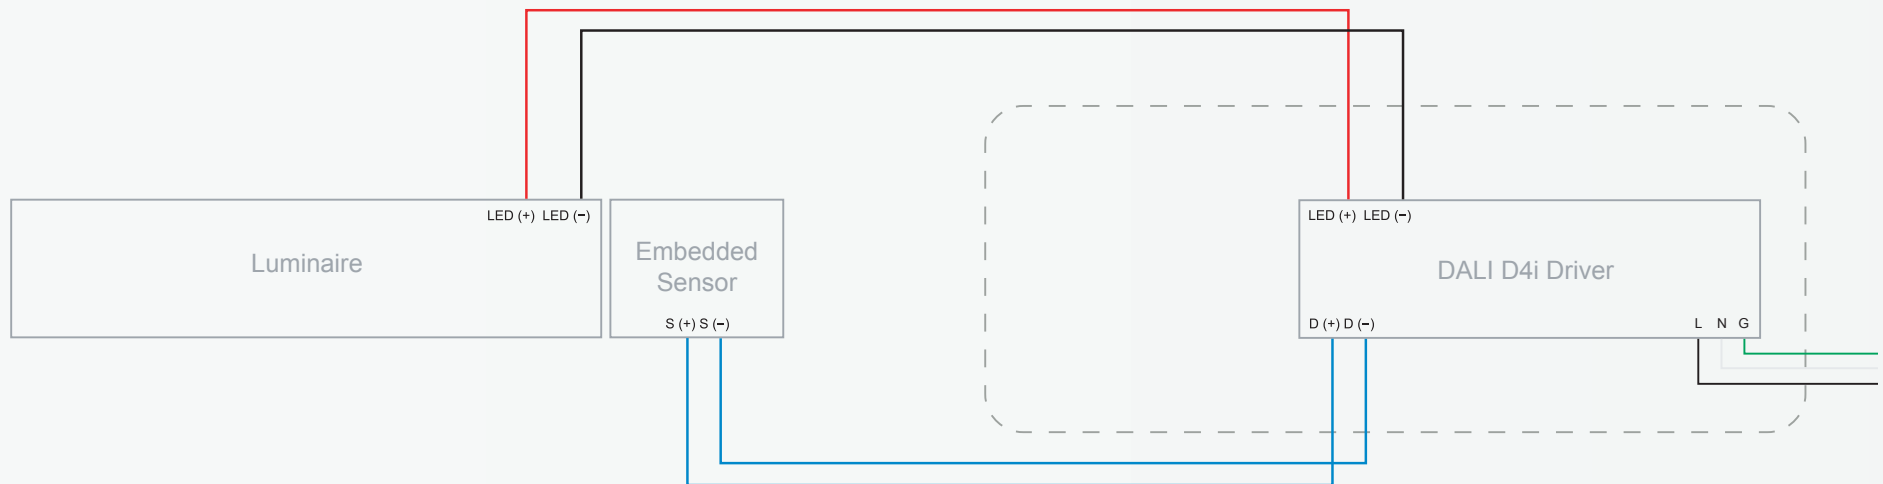 LED (+) LED (−)
LED (+) LED (−)
Luminaire
Embedded
Sensor
DALI D4i Driver
S (+) S (−)
D (+) D (−)
L N G